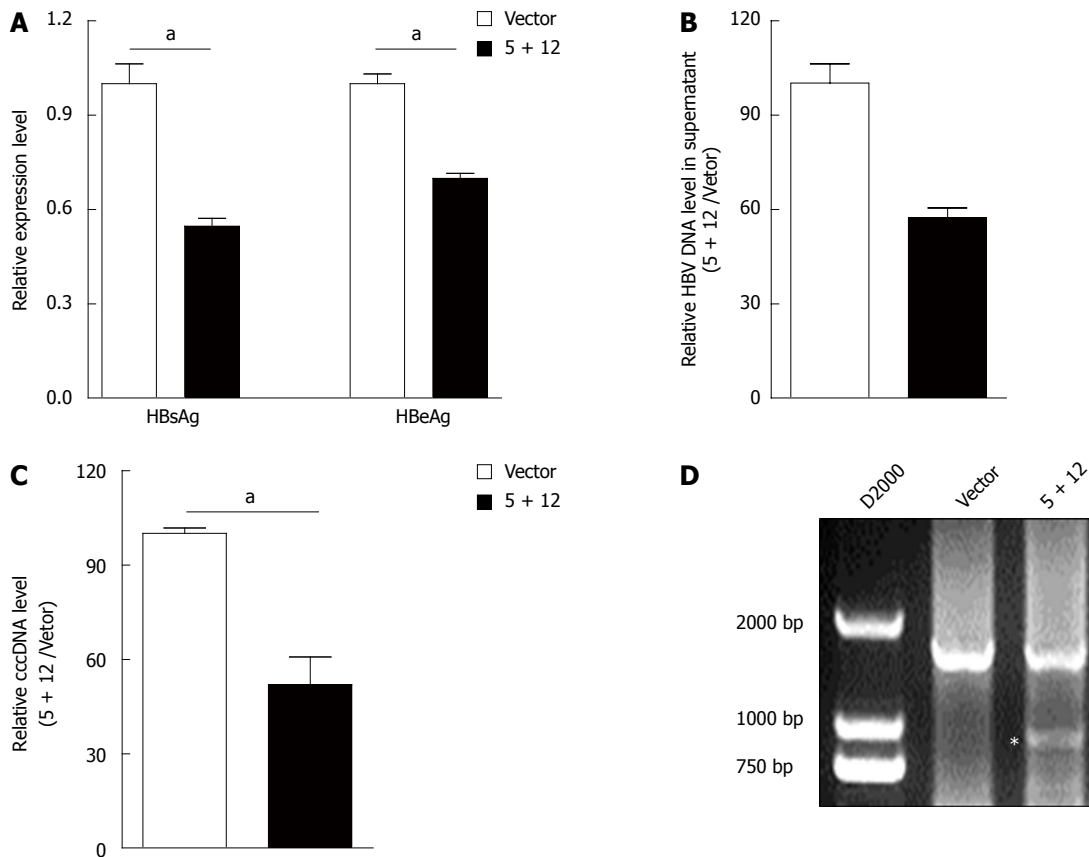 A
Relative expression level
1.2
0.9
0.6
0.3
0.0
a
a
HBsAg
HBeAg
Vector
5 + 12
B
Relative HBV DNA level in supernatant
(5 + 12 /Vetor)
120
90
60
30
0
C
Relative cccDNA level
(5 + 12 /Vetor)
120
90
60
30
0
a
Vector
5 + 12
D
D2000
Vector
5 + 12
2000 bp
1000 bp
750 bp
*